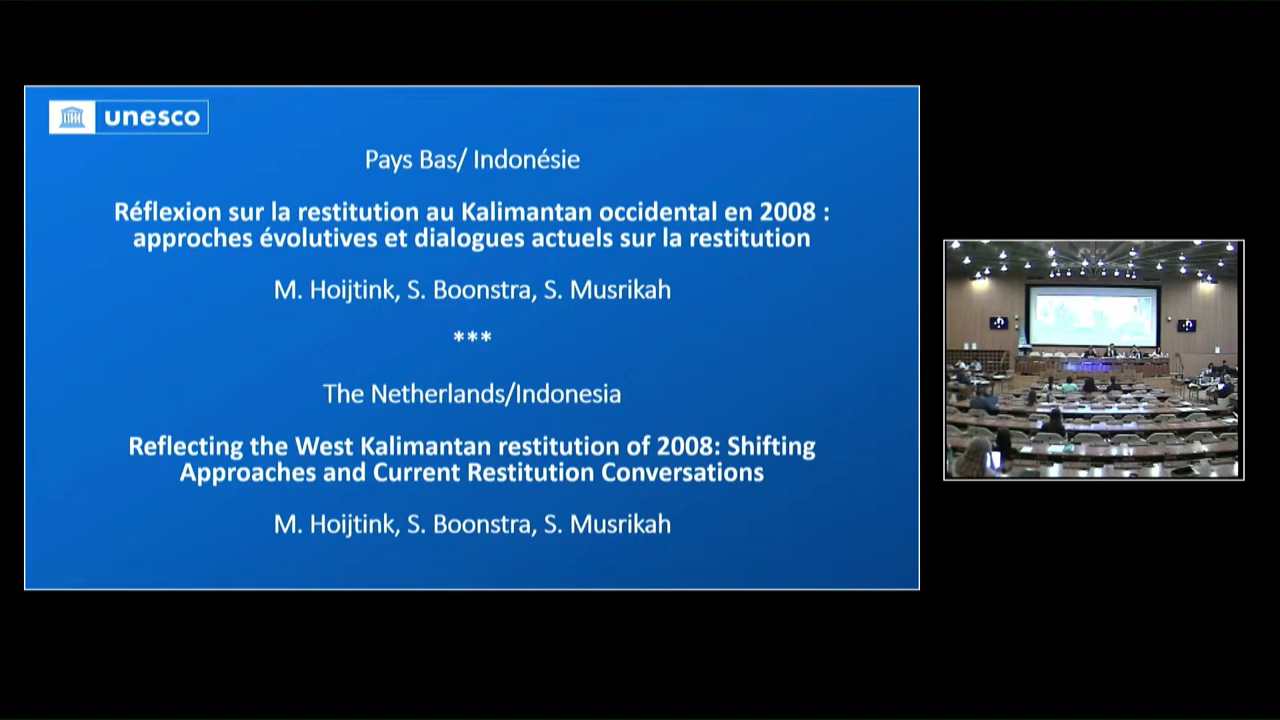 unesco
Pays Bas/ Indonésie
Réflexion sur la restitution au Kalimantan occidental en 2008 :
approches évolutives et dialogues actuels sur la restitution
M. Hoijtink, S. Boonstra, S. Musrikah
***
The Netherlands/Indonesia
Reflecting the West Kalimantan restitution of 2008: Shifting
Approaches and Current Restitution Conversations
M. Hoijtink, S. Boonstra, S. Musrikah